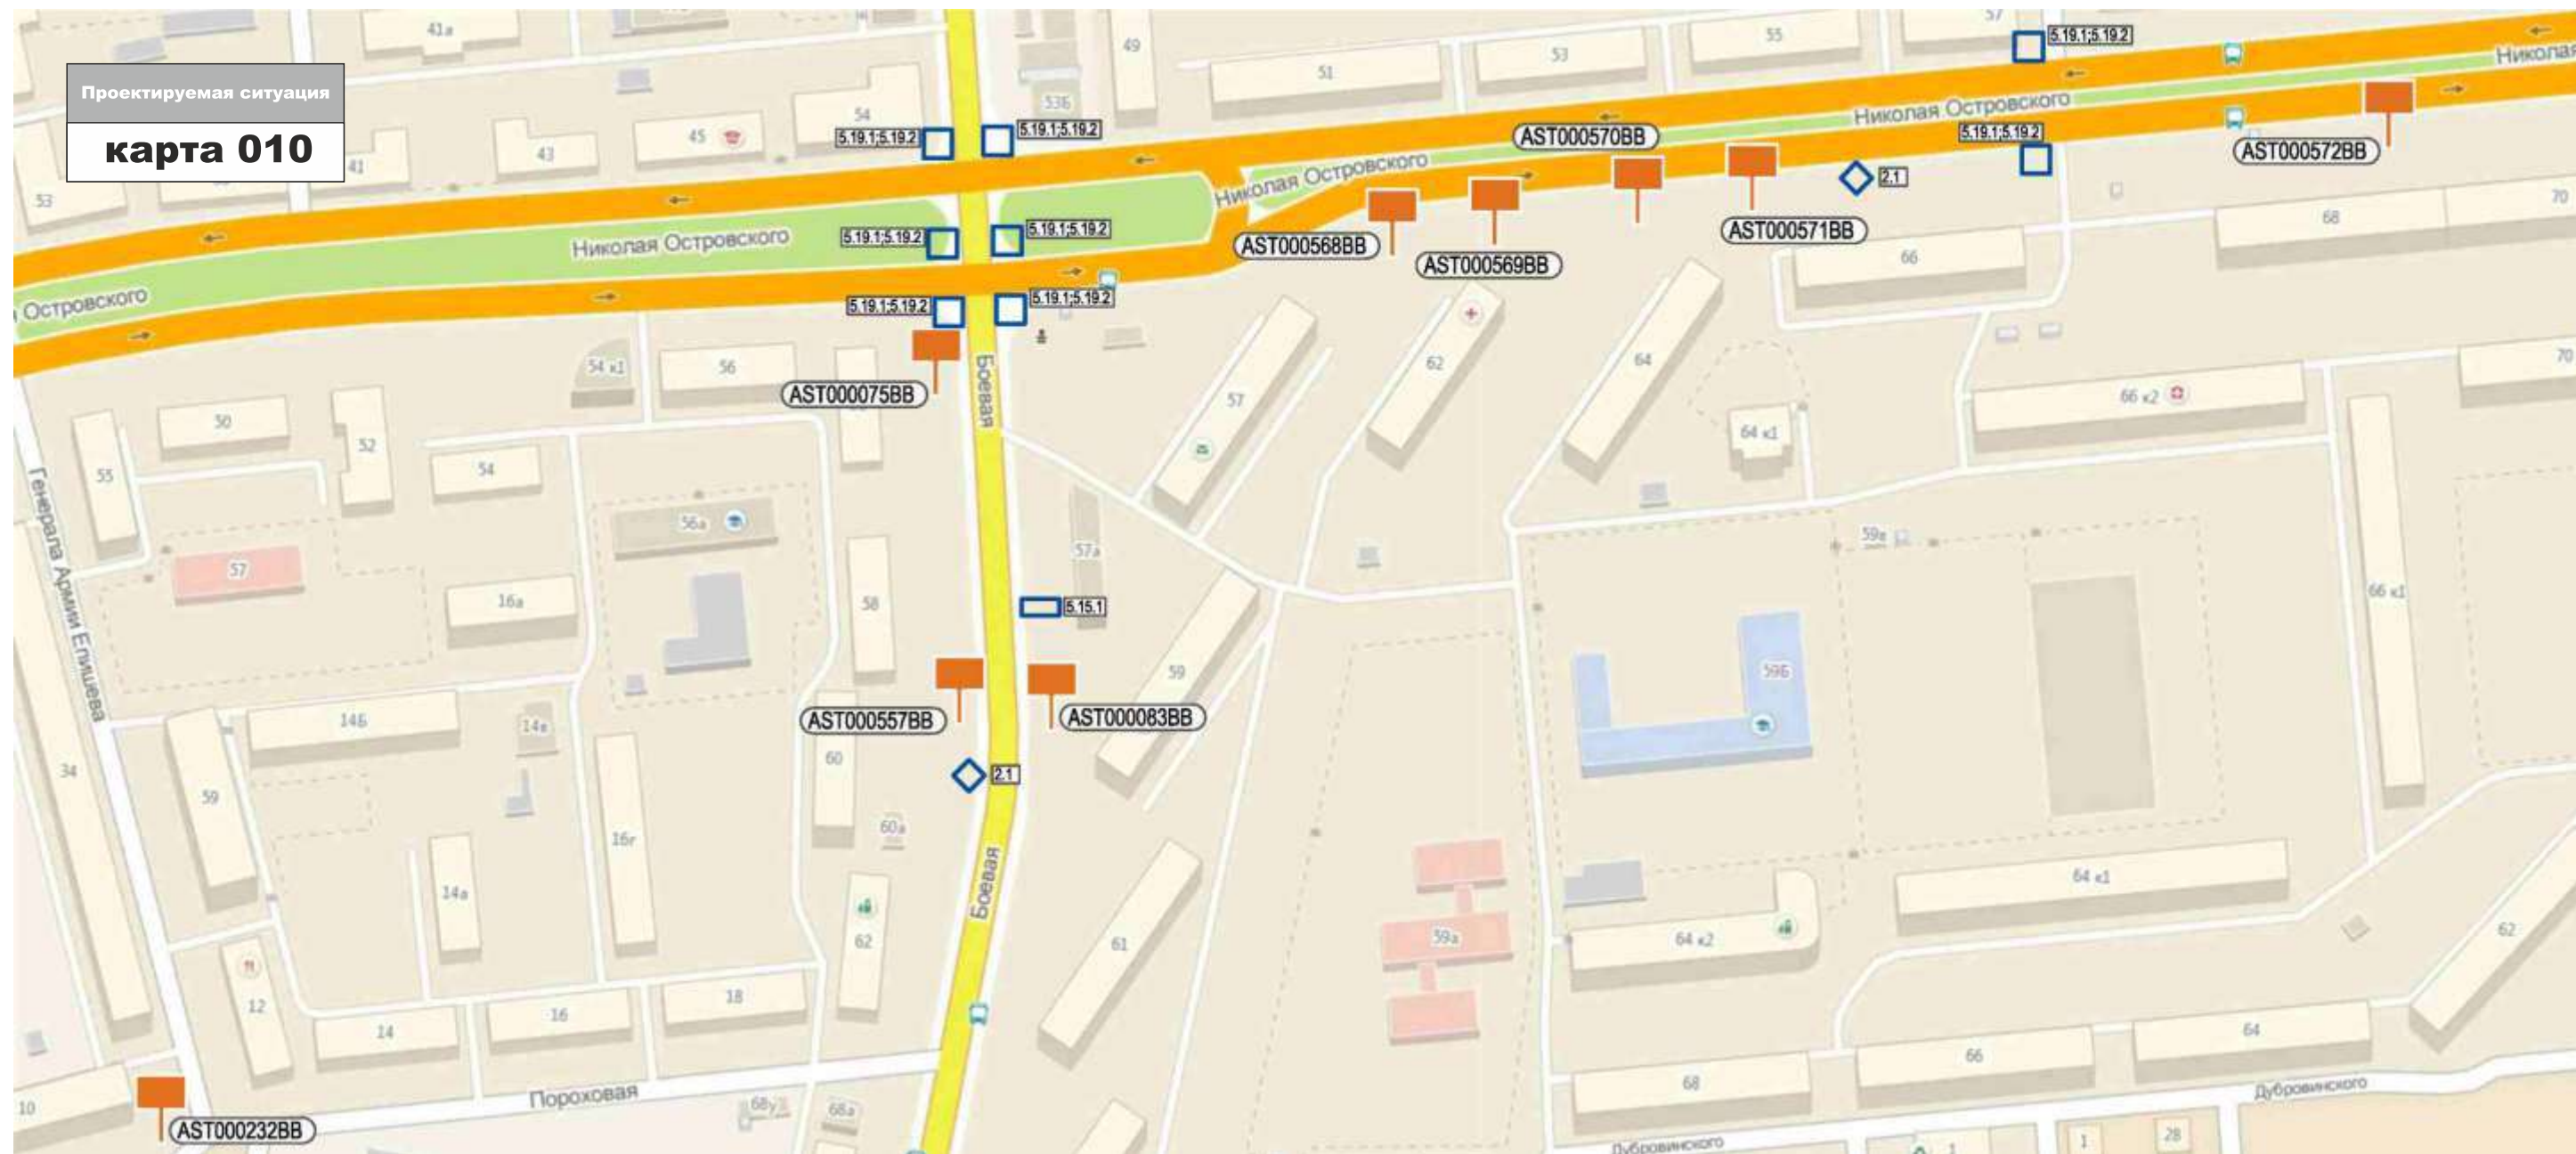 Проектируемая ситуация
карта 010
41а
49
51
53
55
57
5.19.1;5.19.2
Николая Островского
53Б
54
45
43
41
53
5.19.1;5.19.2
5.19.1;5.19.2
AST000570BB
5.19.1;5.19.2
AST000572BB
2.1
Николая Островского
Николая Островского
5.19.1;5.19.2
5.19.1;5.19.2
AST000568BB
AST000569BB
AST000571BB
66
68
70
Островского
5.19.1;5.19.2
5.19.1;5.19.2
54 к1
56
AST000075BB
Боевая
57
62
64
64 к1
66 к2
70
50
52
54
55
56а
57
16а
58
57а
5.15.1
59в
59Б
66 к1
Генерала Армии Епишева
34
59
14Б
14в
AST000557BB
AST000083BB
59
60
2.1
60а
16г
14а
Боевая
62
61
59а
64 к1
64 к2
62
12
14
16
18
64
66
68
10
Пороховая
68а
Дубровинского
Дубровинского
AST000232BB
1
1
28